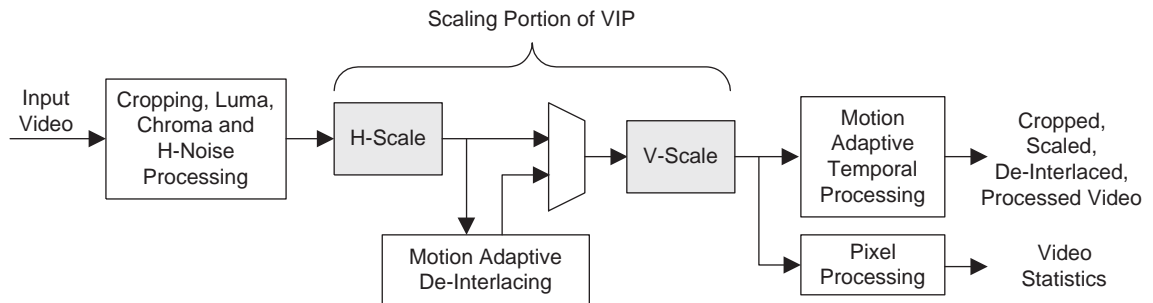 Scaling Portion of VIP
Input
Video
Cropping, Luma,
Chroma and
H-Noise
Processing
H-Scale
V-Scale
Motion
Adaptive
Temporal
Processing
Cropped,
Scaled,
De-Interlaced,
Processed Video
Motion Adaptive
De-Interlacing
Pixel
Processing
Video
Statistics